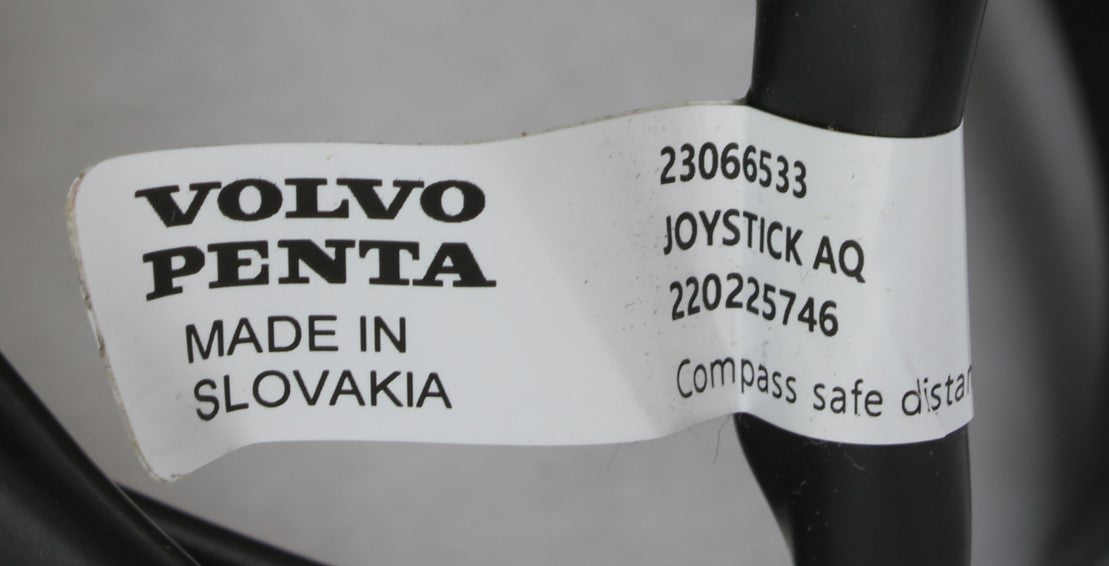 VOLVO
PENTA
MADE IN
SLOVAKIA
23066533
JOYSTICK AQ
220225746
Compass safe